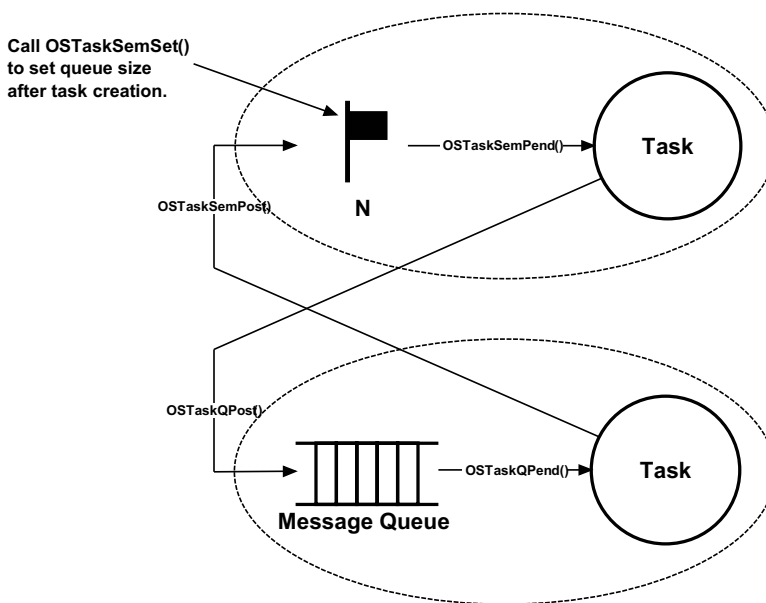 Call OSTaskSemSet()
to set queue size
after task creation.
OSTaskSemPend()
Task
OSTaskSemPost()
N
OSTaskQPost()
OSTaskQPend()
Task
Message Queue